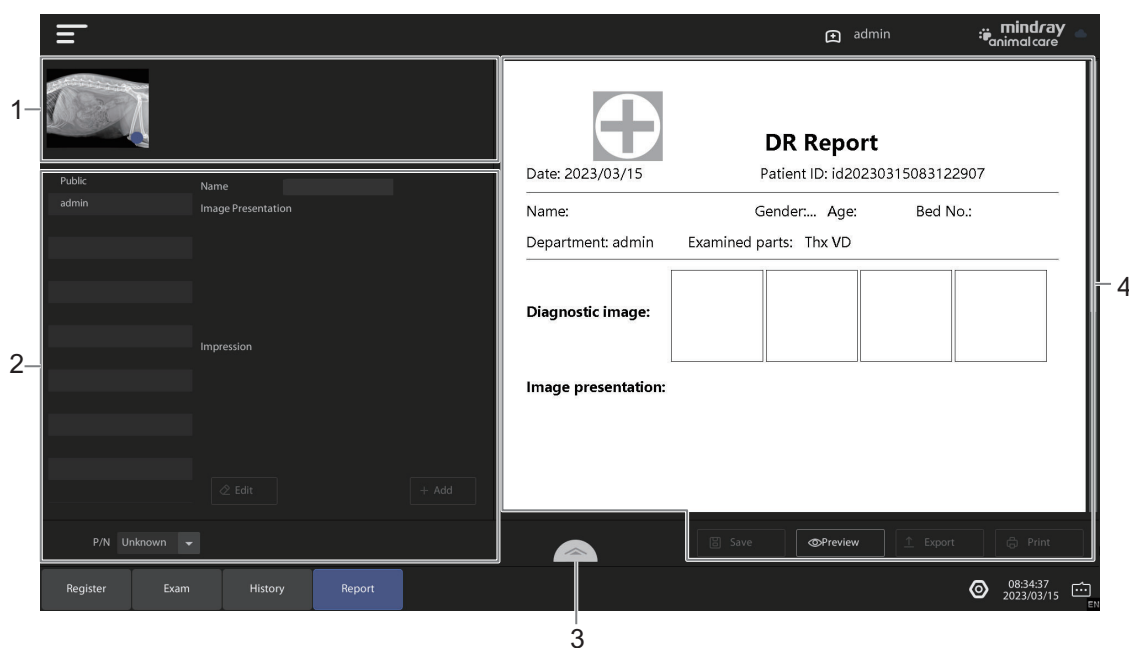 admin
mindray
animal care
1
Public
Name
admin
Image Presentation
Impression
2
Edit
+ Add
P/N Unknown
DR Report
Date: 2023/03/15 Patient ID: id20230315083122907
Name: Gender:... Age: Bed No.:
Department: admin Examined parts: Thx VD
Diagnostic image:
Image presentation:
4
Save Preview Export Print
Register Exam History Report
08:34:37
2023/03/15
EN
3